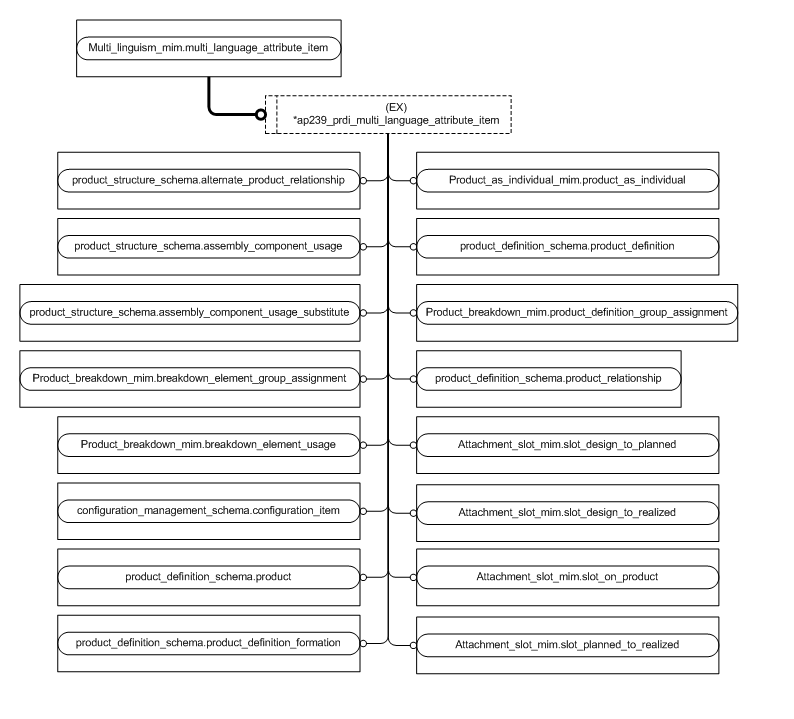 Multi_linguism_mim.multi_language_attribute_item
(EX)
*ap239_prdi_multi_language_attribute_item
product_structure_schema.alternate_product_relationship
Product_as_individual_mim.product_as_individual
product_structure_schema.assembly_component_usage
product_definition_schema.product_definition
product_structure_schema.assembly_component_usage_substitute
Product_breakdown_mim.product_definition_group_assignment
Product_breakdown_mim.breakdown_element_group_assignment
product_definition_schema.product_relationship
Product_breakdown_mim.breakdown_element_usage
Attachment_slot_mim.slot_design_to_planned
configuration_management_schema.configuration_item
Attachment_slot_mim.slot_design_to_realized
product_definition_schema.product
Attachment_slot_mim.slot_on_product
product_definition_schema.product_definition_formation
Attachment_slot_mim.slot_planned_to_realized